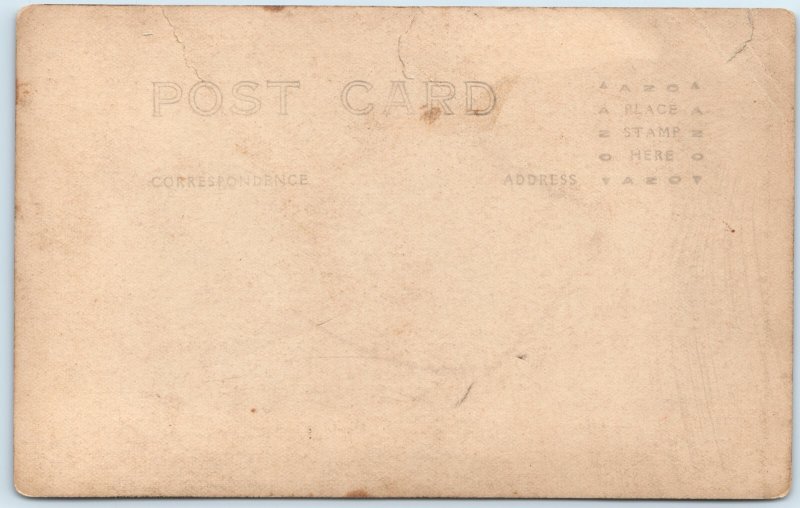 POST CARD
CORRESPONDENCE
ADDRESS
AZO
PLACE
STAMP
HERE
AZO